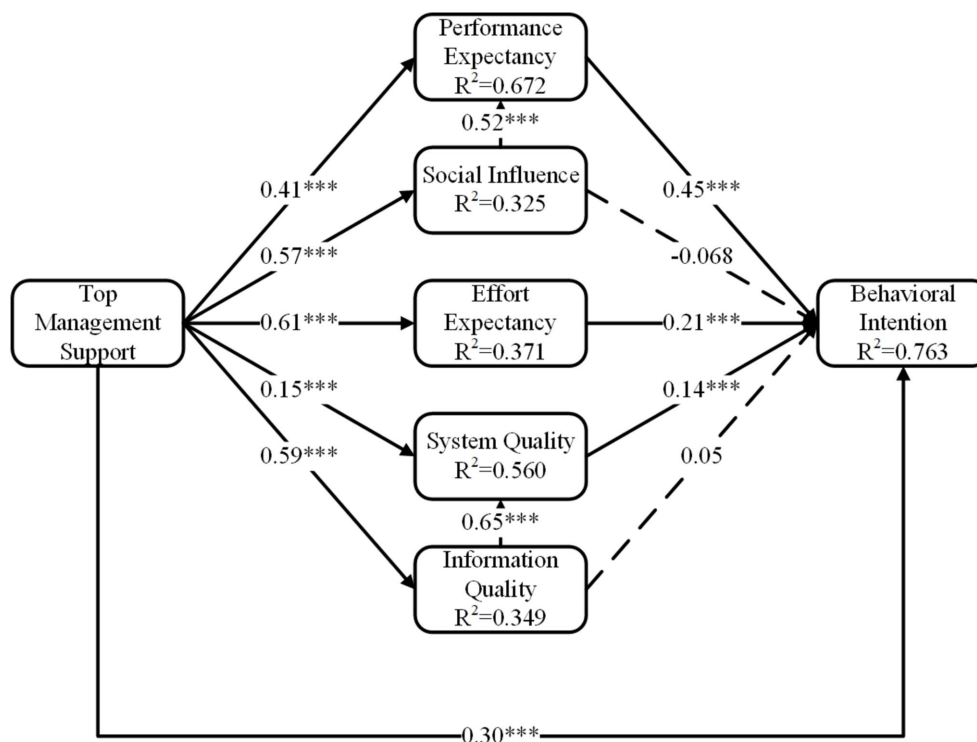 Performance
Expectancy
R²=0.672
0.52***
Social Influence
R²=0.325
0.41***
0.45***
0.57***
-0.068
Top
Management
Support
0.61***
Effort
Expectancy
R²=0.371
0.21***
Behavioral
Intention
R²=0.763
0.15***
0.14***
System Quality
R²=0.560
0.59***
0.05
0.65***
Information
Quality
R²=0.349
0.30***